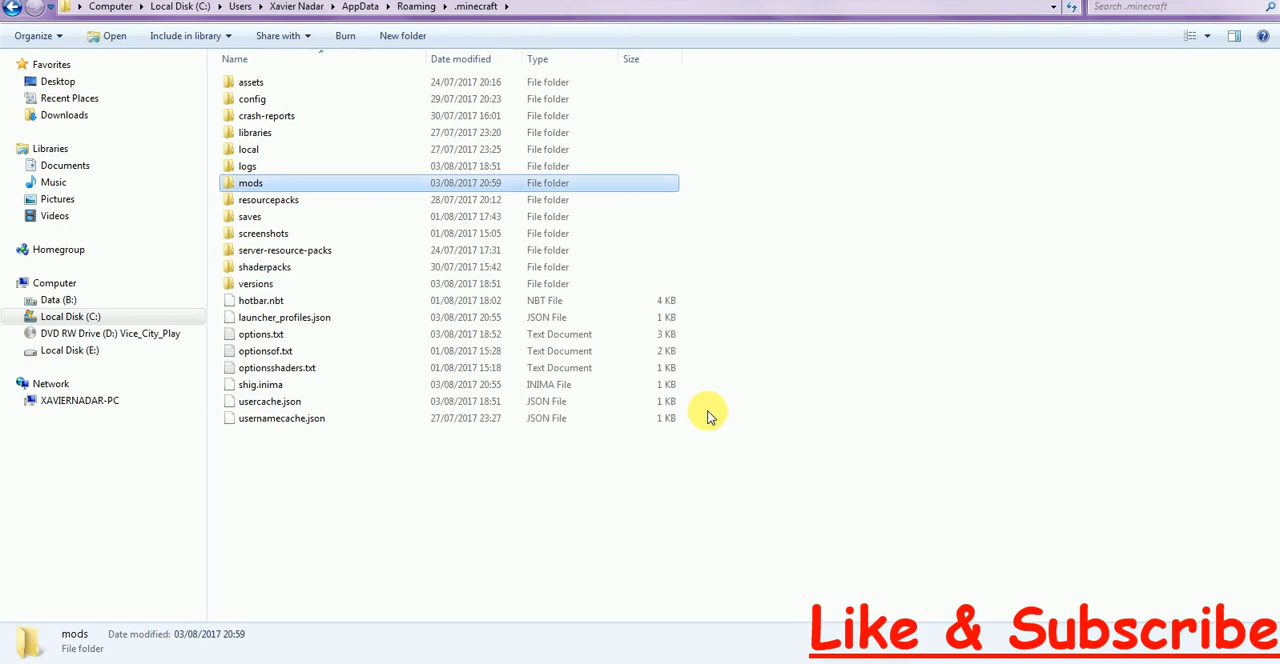 Computer Local Disk (C:) Users Xavier Nadar AppData Roaming .minecraft Search .minecraft
Organize Open Include in library Share with Burn New folder
Name Date modified Type Size
Favorites
Desktop
Recent Places
Downloads
Libraries
Documents
Music
Pictures
Videos
Homegroup
Computer
Data (B:)
Local Disk (C:)
DVD RW Drive (D:) Vice_City_Play
Local Disk (E:)
Network
XAVIERNADAR-PC
assets 24/07/2017 20:16 File folder
config 29/07/2017 20:23 File folder
crash-reports 30/07/2017 16:01 File folder
libraries 27/07/2017 23:20 File folder
local 27/07/2017 23:25 File folder
logs 03/08/2017 18:51 File folder
mods 03/08/2017 20:59 File folder
resourcepacks 28/07/2017 20:12 File folder
saves 01/08/2017 17:43 File folder
screenshots 01/08/2017 15:05 File folder
server-resource-packs 24/07/2017 17:31 File folder
shaderpacks 30/07/2017 15:42 File folder
versions 03/08/2017 18:51 File folder
hotbar.nbt 01/08/2017 18:02 NBT File 4 KB
launcher_profiles.json 03/08/2017 20:55 JSON File 1 KB
options.txt 03/08/2017 18:52 Text Document 3 KB
optionsof.txt 01/08/2017 15:28 Text Document 2 KB
optionsshaders.txt 01/08/2017 15:18 Text Document 1 KB
shig.inima 03/08/2017 20:55 INIMA File 1 KB
usercache.json 03/08/2017 18:51 JSON File 1 KB
usernamecache.json 27/07/2017 23:27 JSON File 1 KB
mods Date modified: 03/08/2017 20:59
File folder
Like & Subscribe